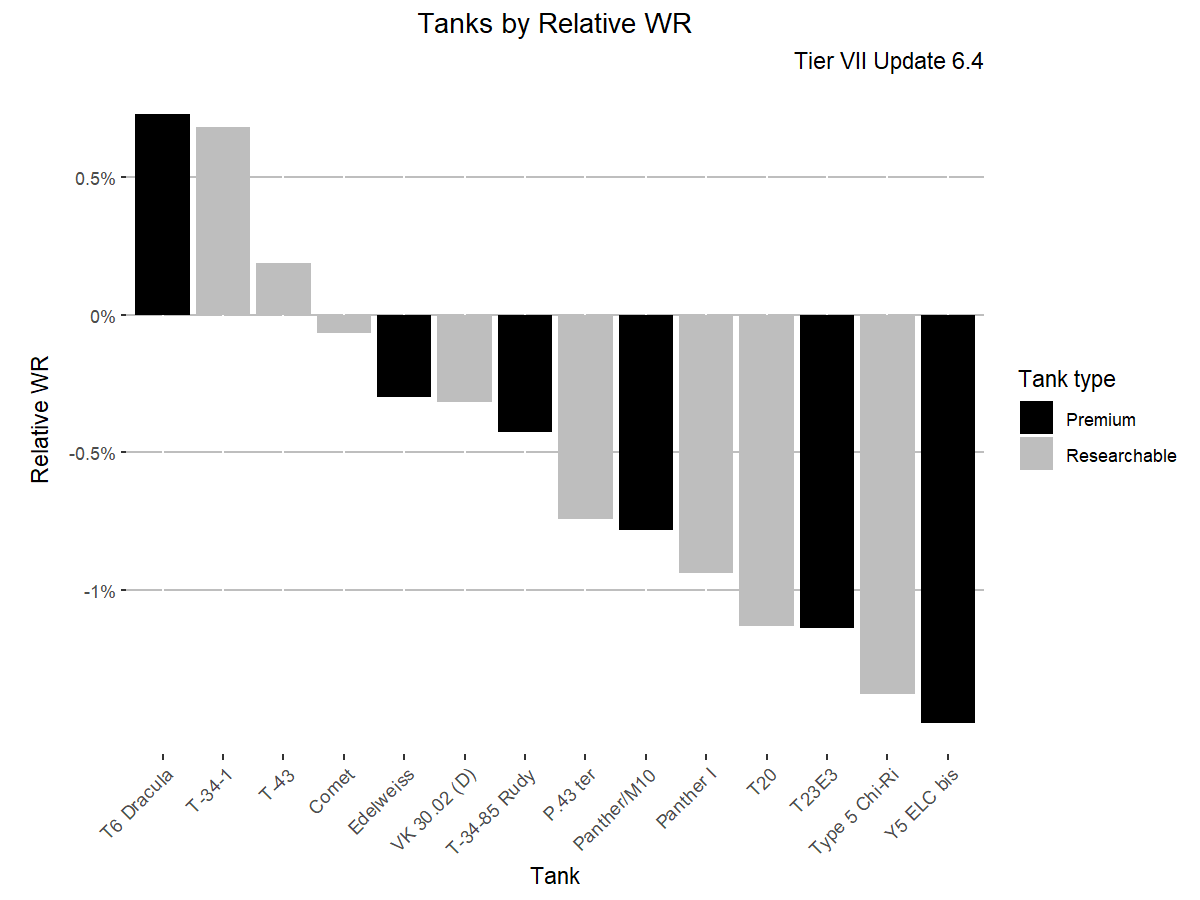 Tanks by Relative WR
Tier VII Update 6.4
0.5%
0%
-0.5%
-1%
Relative WR
T6 Dracula
T-34-1
T-43
Comet
Edelweiss
VK 30.02 (D)
T-34-85 Rudy
P.43 ter
Panther/M10
Panther I
T20
T23E3
Type 5 Chi-Ri
Y5 ELC bis
Tank
Tank type
Premium
Researchable